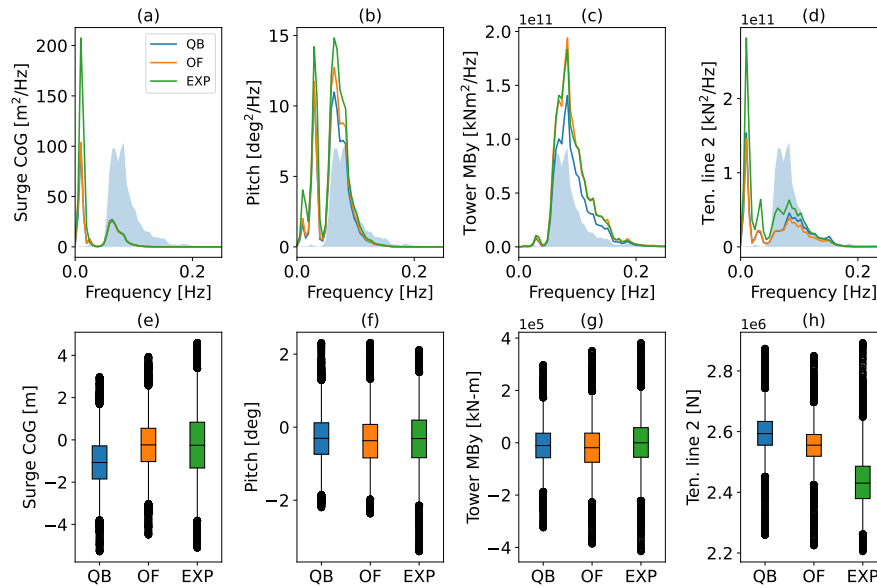 (a) (b) (c) (d)
1e11 1e11
Surge CoG [m²/Hz]
200
150
100
50
0
QB
OF
EXP
0.0 0.2
Frequency [Hz]
Pitch [deg²/Hz]
15
10
5
0
0.0 0.2
Frequency [Hz]
Tower MBy [kNm²/Hz]
2.0
1.5
1.0
0.5
0.0
0.0 0.2
Frequency [Hz]
Ten. line 2 [kN²/Hz]
2
1
0
0.0 0.2
Frequency [Hz]
(e) (f) (g) (h)
1e5 1e6
Surge CoG [m]
4
2
0
−2
−4
QB OF EXP
Pitch [deg]
2
0
−2
QB OF EXP
Tower MBy [kN-m]
4
2
0
−2
−4
QB OF EXP
Ten. line 2 [N]
2.8
2.6
2.4
2.2
QB OF EXP